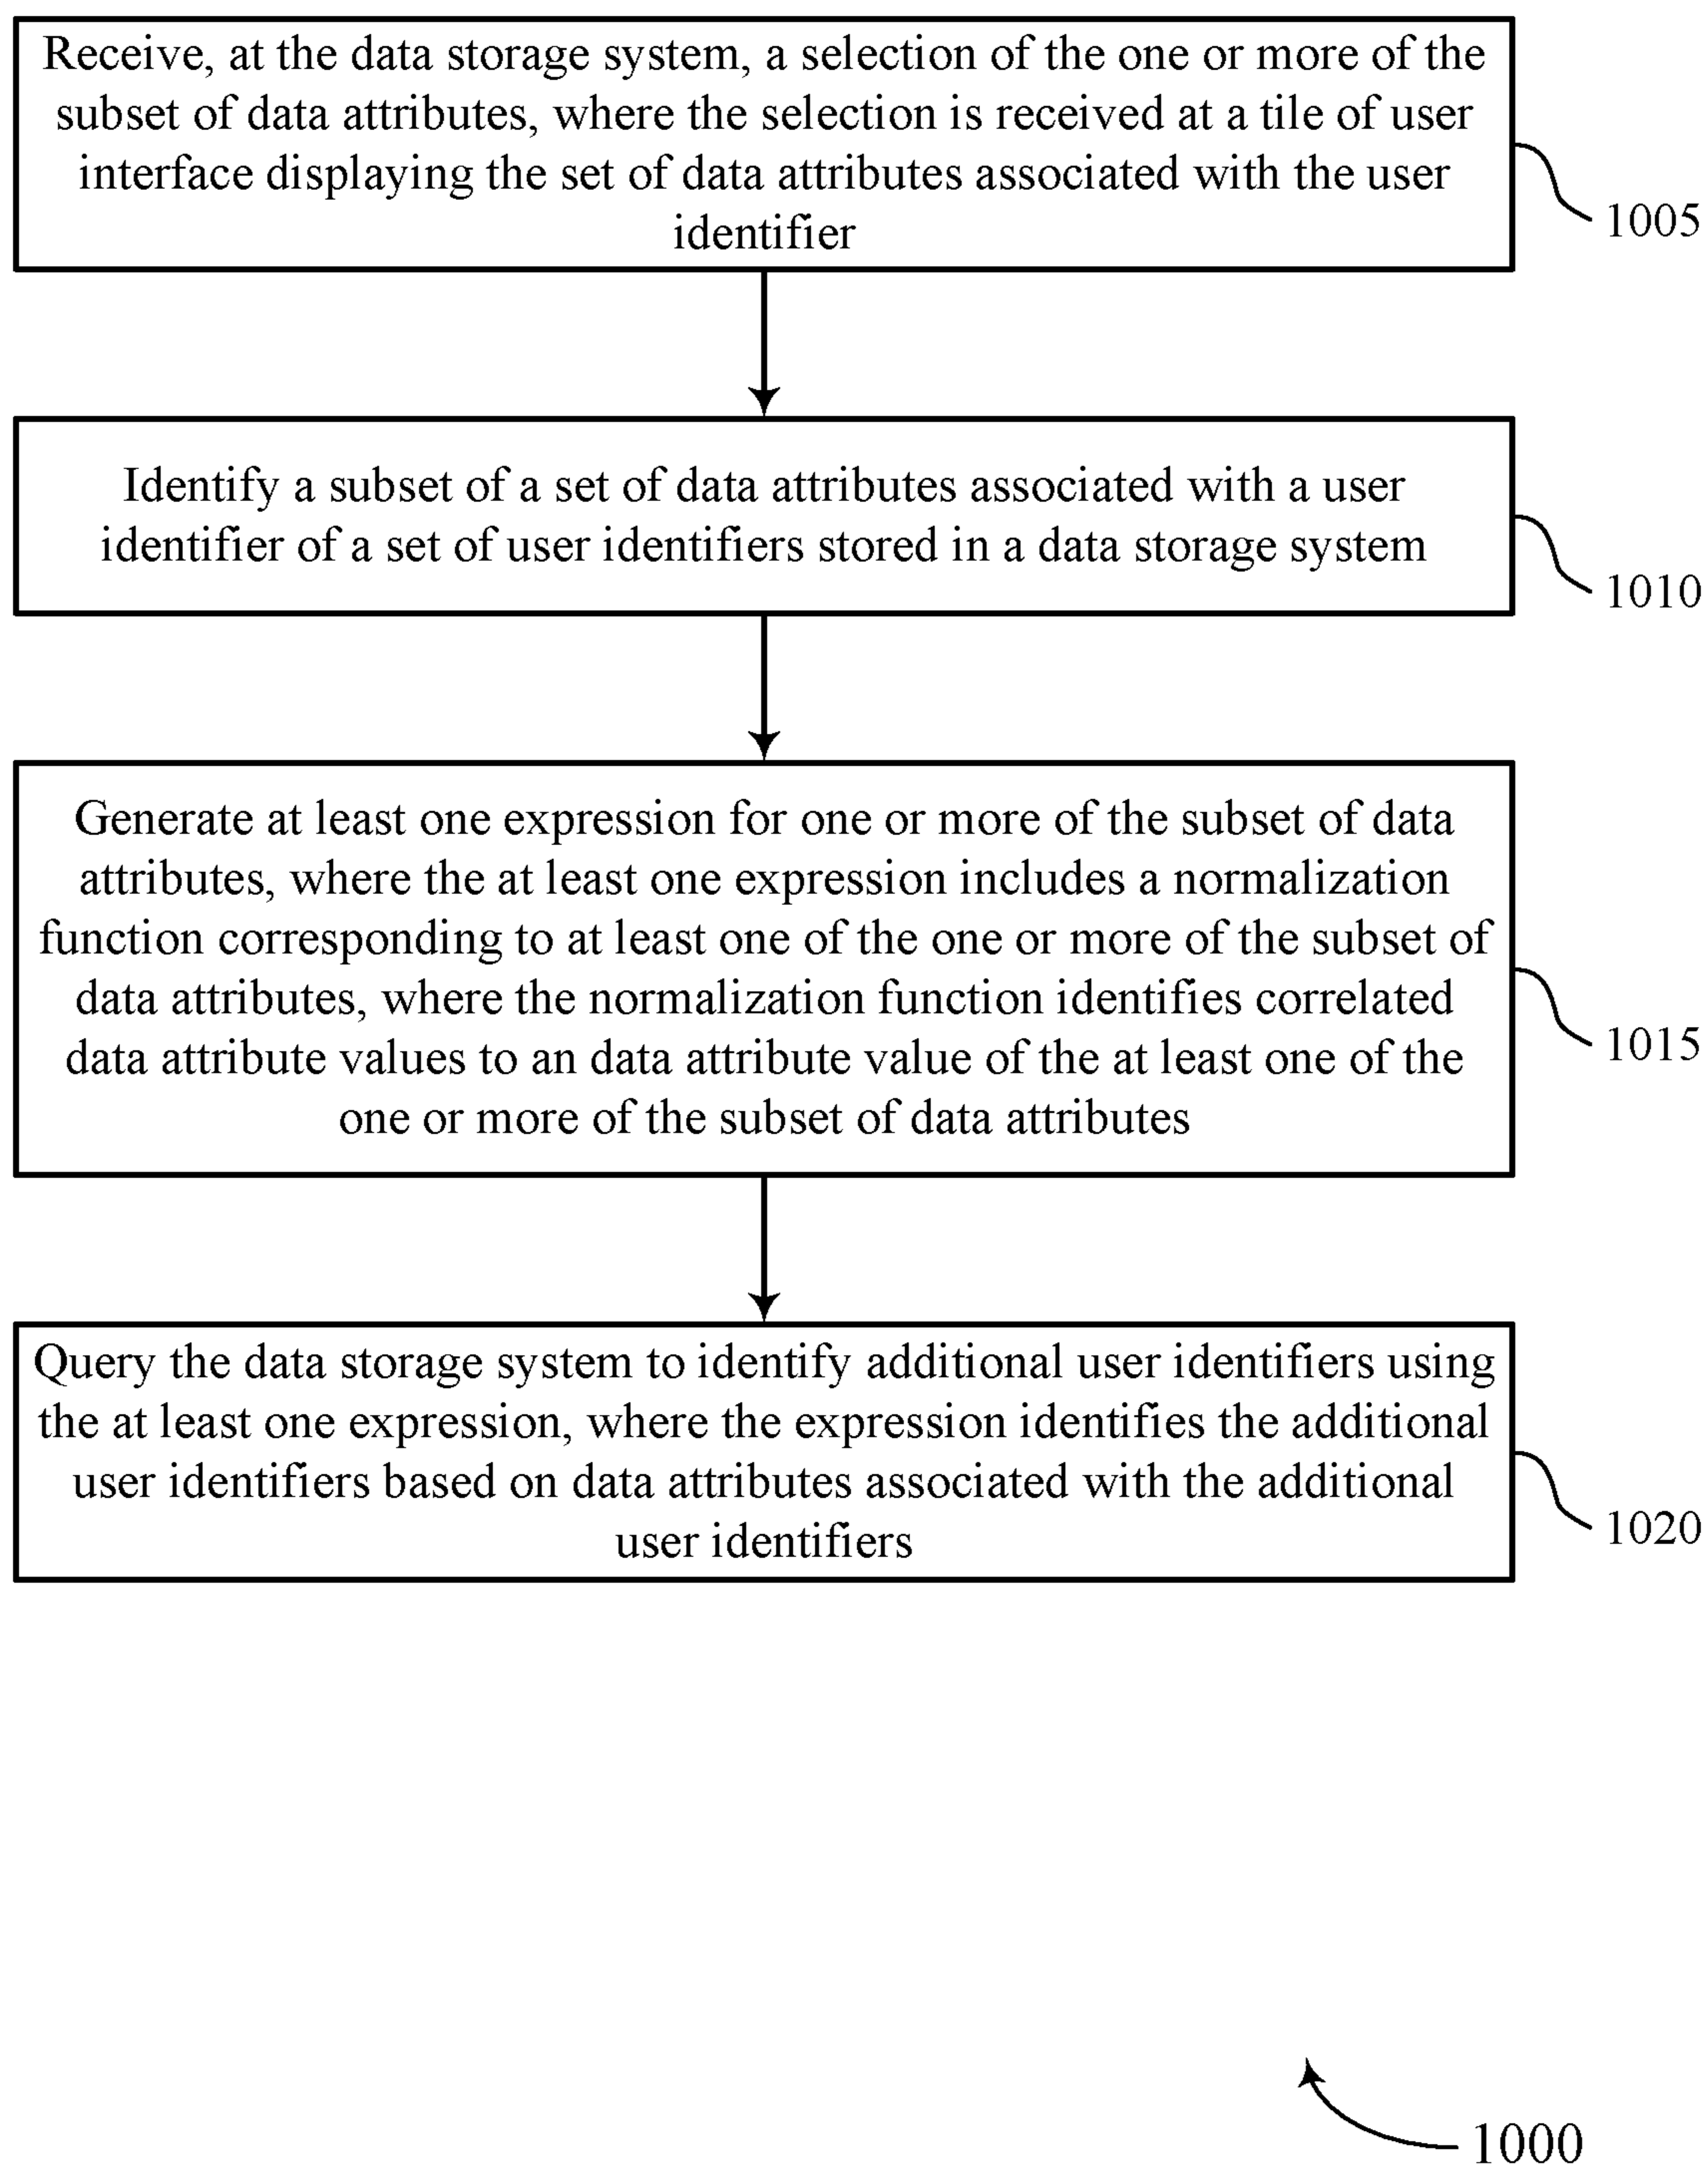 Receive, at the data storage system, a selection of the one or more of the
subset of data attributes, where the selection is received at a tile of user
interface displaying the set of data attributes associated with the user
identifier
1005
Identify a subset of a set of data attributes associated with a user
identifier of a set of user identifiers stored in a data storage system
1010
Generate at least one expression for one or more of the subset of data
attributes, where the at least one expression includes a normalization
function corresponding to at least one of the one or more of the subset of
data attributes, where the normalization function identifies correlated
data attribute values to an data attribute value of the at least one of the
one or more of the subset of data attributes
1015
Query the data storage system to identify additional user identifiers using
the at least one expression, where the expression identifies the additional
user identifiers based on data attributes associated with the additional
user identifiers
1020
1000